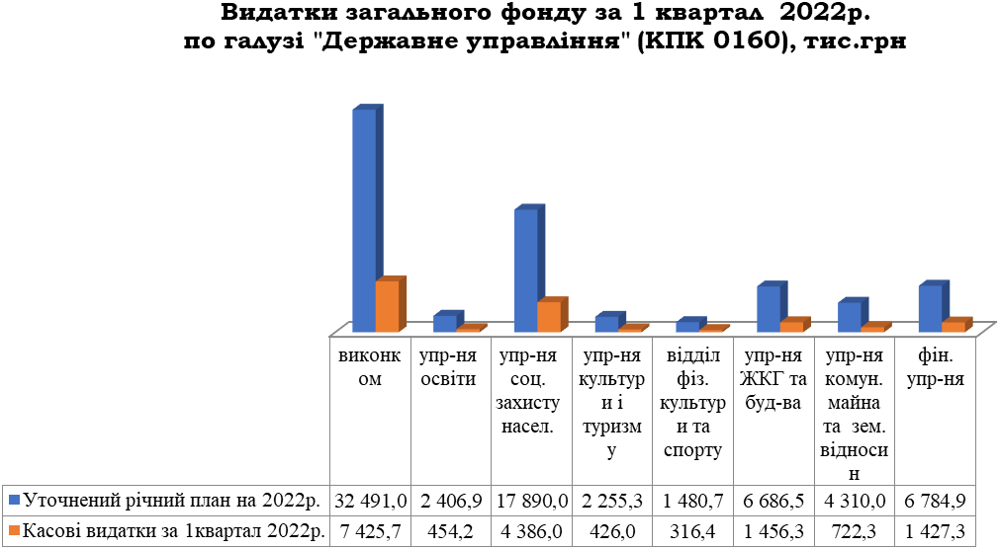 Видатки загального фонду за 1 квартал 2022р.
по галузі "Державне управління" (КПК 0160), тис.грн
виконк
ом
упр-ня
освіти
упр-ня
соц.
захисту
насел.
упр-ня
культур
и і
туризм
у
відділ
фіз.
культур
и та
спорту
упр-ня
ЖКГ та
буд-ва
упр-ня
комун.
майна
та зем.
відноси
н
фін.
упр-ня
Уточнений річний план на 2022р. 32 491,0 2 406,9 17 890,0 2 255,3 1 480,7 6 686,5 4 310,0 6 784,9
Касові видатки за 1квартал 2022р. 7 425,7 454,2 4 386,0 426,0 316,4 1 456,3 722,3 1 427,3